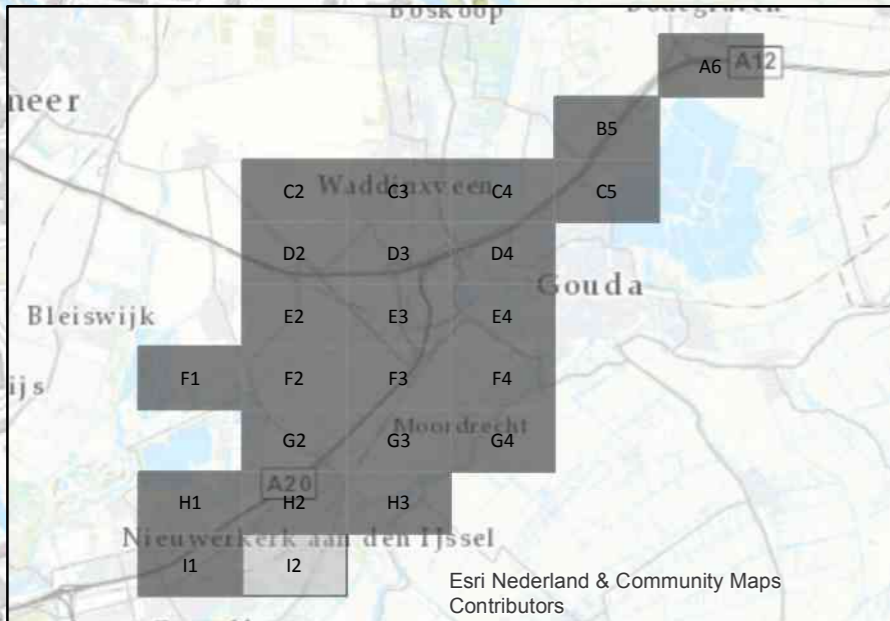 Boskoop
Bodegraven
A6 A12
meer
B5
Waddinxveen
C2 C3 C4 C5
D2 D3 D4
Gouda
Bleiswijk
E2 E3 E4
ijs
F1 F2 F3 F4
Moordrecht
G2 G3 G4
A20
H1 H2 H3
Nieuwerkerk aan den IJssel
I1 I2
Esri Nederland & Community Maps
Contributors